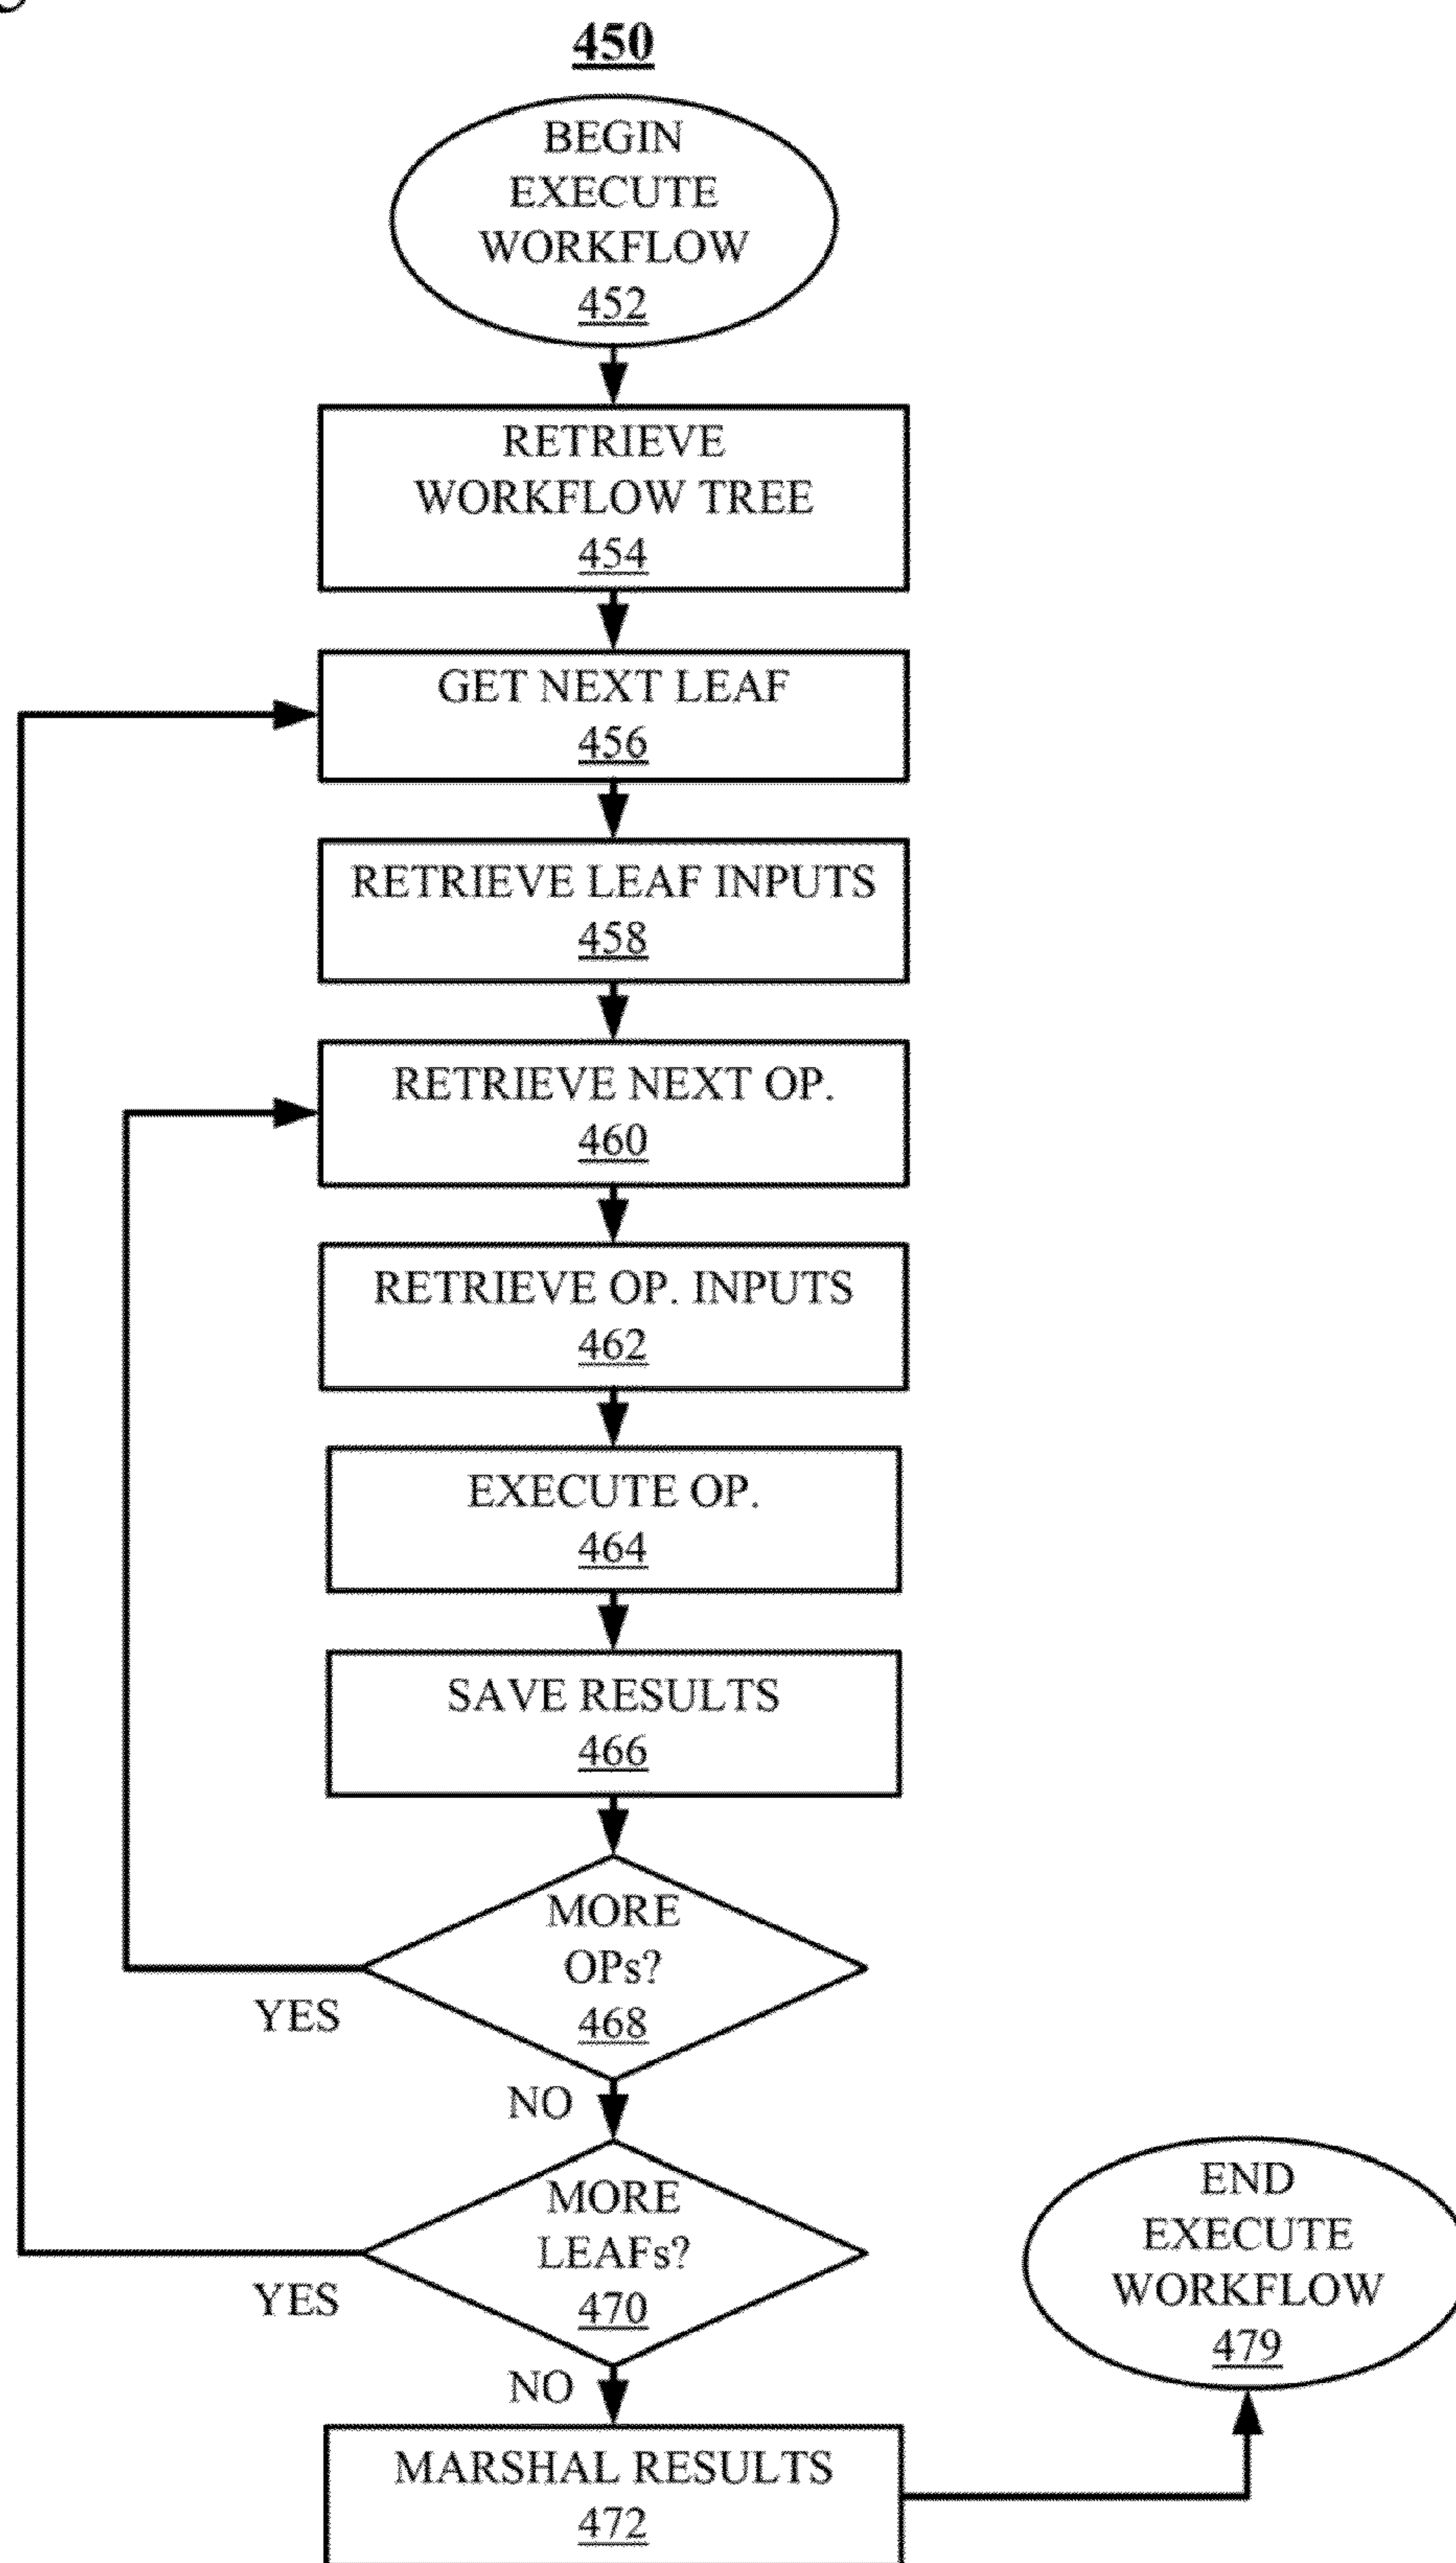 450
BEGIN
EXECUTE
WORKFLOW
452
RETRIEVE
WORKFLOW TREE
454
GET NEXT LEAF
456
RETRIEVE LEAF INPUTS
458
RETRIEVE NEXT OP.
460
RETRIEVE OP. INPUTS
462
EXECUTE OP.
464
SAVE RESULTS
466
MORE
OPs?
468
YES
NO
MORE
LEAFs?
470
YES
NO
MARSHAL RESULTS
472
END
EXECUTE
WORKFLOW
479